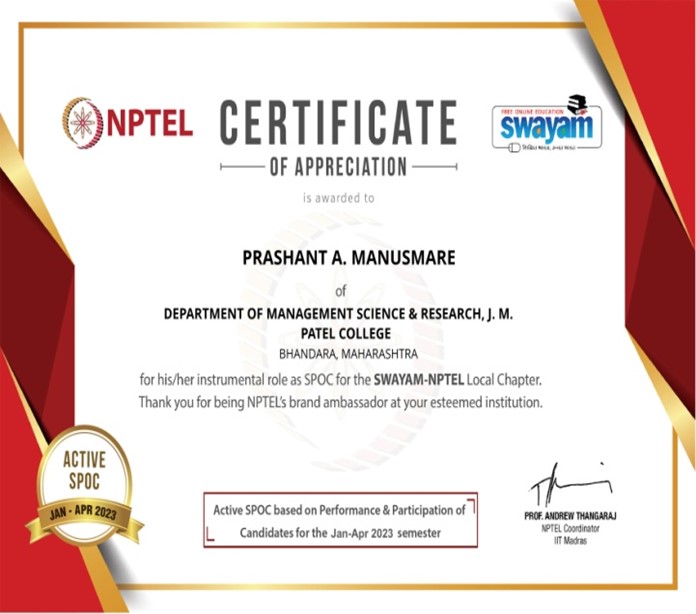 NPTEL
CERTIFICATE
OF APPRECIATION
FREE ONLINE EDUCATION
swayam
is awarded to
PRASHANT A. MANUSMARE
of
DEPARTMENT OF MANAGEMENT SCIENCE & RESEARCH, J. M.
PATEL COLLEGE
BHANDARA, MAHARASHTRA
for his/her instrumental role as SPOC for the SWAYAM-NPTEL Local Chapter.
Thank you for being NPTEL's brand ambassador at your esteemed institution.
ACTIVE
SPOC
JAN - APR 2023
Active SPOC based on Performance & Participation of
Candidates for the Jan-Apr 2023 semester
PROF. ANDREW THANGARAJ
NPTEL Coordinator
IIT Madras